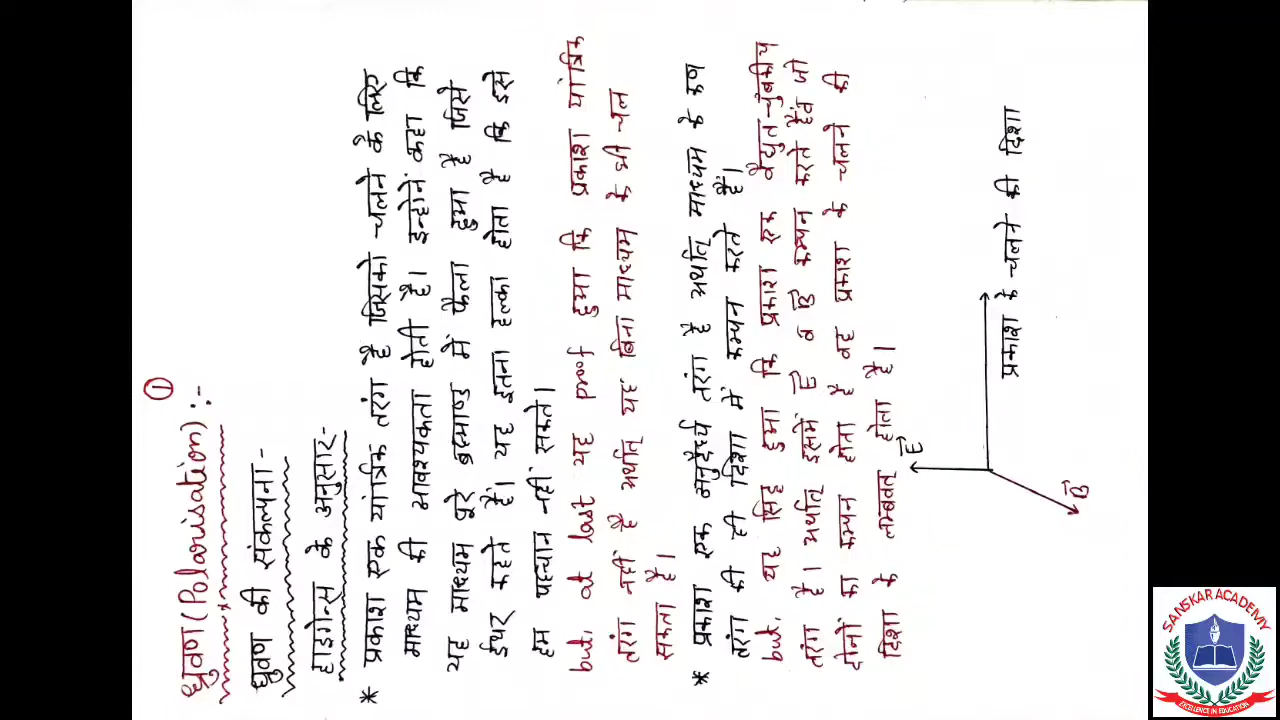 ①
ध्रुवण (Polarisation) :-
ध्रुवण की संकल्पना -
हाइगेन्स के अनुसार -
* प्रकाश एक यांत्रिक तरंग है जिसको चलने के लिए
माध्यम की आवश्यकता होती है। इन्होनें कहा कि
यह माध्यम पूरे ब्रह्माण्ड में फैला हुआ है जिसे
ईथर कहते हैं। यह इतना हल्का होता है कि इसे
हम पहचान नहीं सकते।
but, at last यह proof हुआ कि प्रकाश यांत्रिक
तरंग नहीं है अर्थात् यह बिना माध्यम के भी चल
सकता है।
* प्रकाश एक अनुदैर्ध्य तरंग है अर्थात् माध्यम के कण
तरंग की ही दिशा में कम्पन करते हैं।
but, यह सिद्ध हुआ कि प्रकाश एक वैद्युत-चुंबकीय
तरंग है। अर्थात् इसमें E व B कम्पन करते हैं व जो
दोनों का कम्पन होता है वह प्रकाश के चलने की
दिशा के लम्बवत होता है।
E
B
प्रकाश के चलने की दिशा
SANSKAR ACADEMY
EXCELLENCE IN EDUCATION